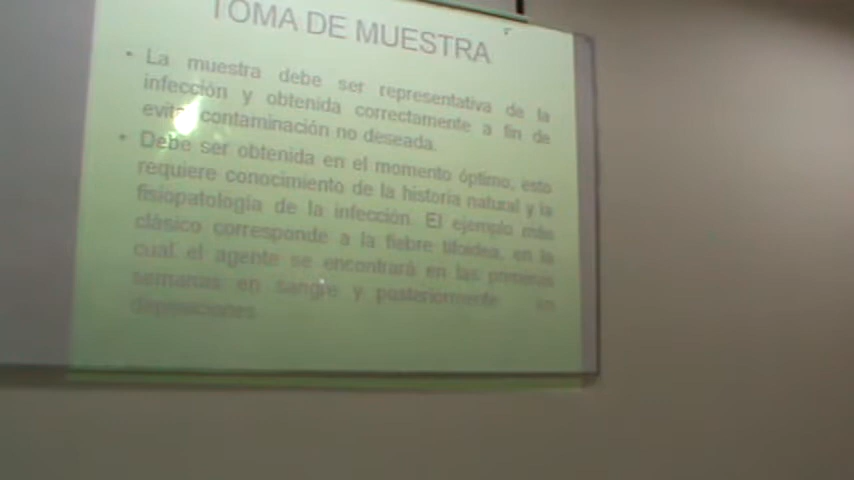 TOMA DE MUESTRA
• La muestra debe ser representativa de la
infección y obtenida correctamente a fin de
evitar contaminación no deseada.
• Debe ser obtenida en el momento óptimo, esto
requiere conocimiento de la historia natural y la
fisiopatología de la infección. El ejemplo más
clásico corresponde a la fiebre tifoidea, en la
cual el agente se encontrará en las primeras
semanas en sangre y posteriormente en
deposiciones.